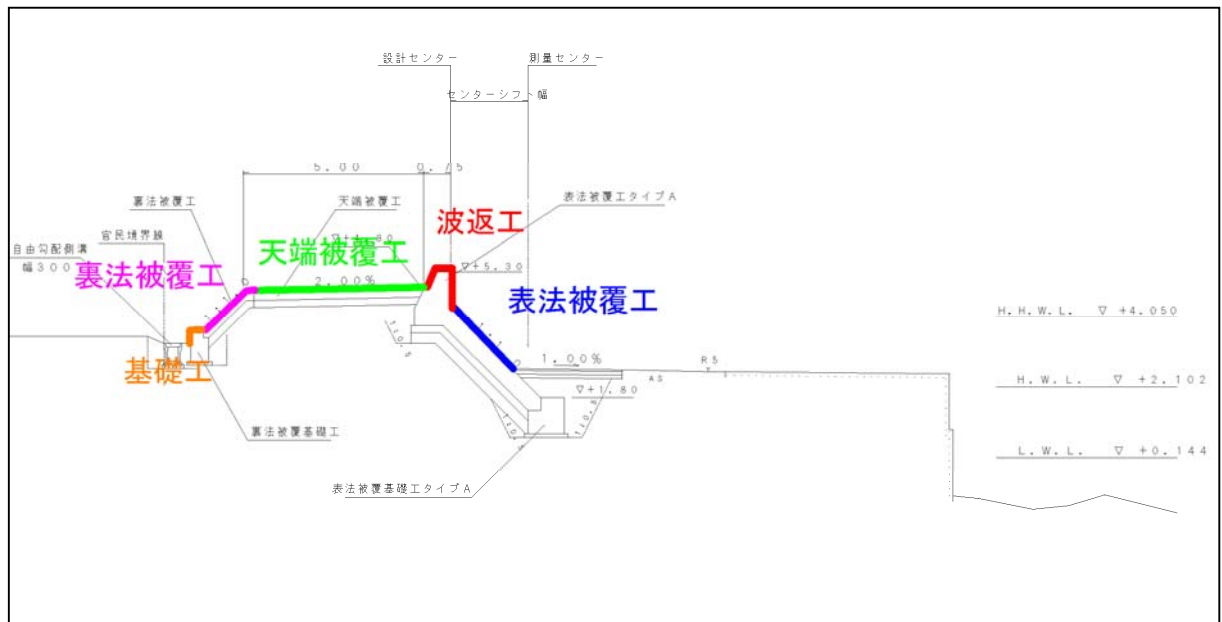 設計センター
測量センター
センターシフト幅
5.00
0.75
裏法被覆工
天端被覆工
表法被覆工タイプA
官民境界線
波返工
自由勾配側溝
幅300
天端被覆工
▽+5.30
裏法被覆工
2.00%
表法被覆工
H.H.W.L. ▽ +4.050
1.00%
R5
AS
基礎工
▽+1.80
H.W.L. ▽ +2.102
裏法被覆基礎工
L.W.L. ▽ +0.144
表法被覆基礎工タイプA